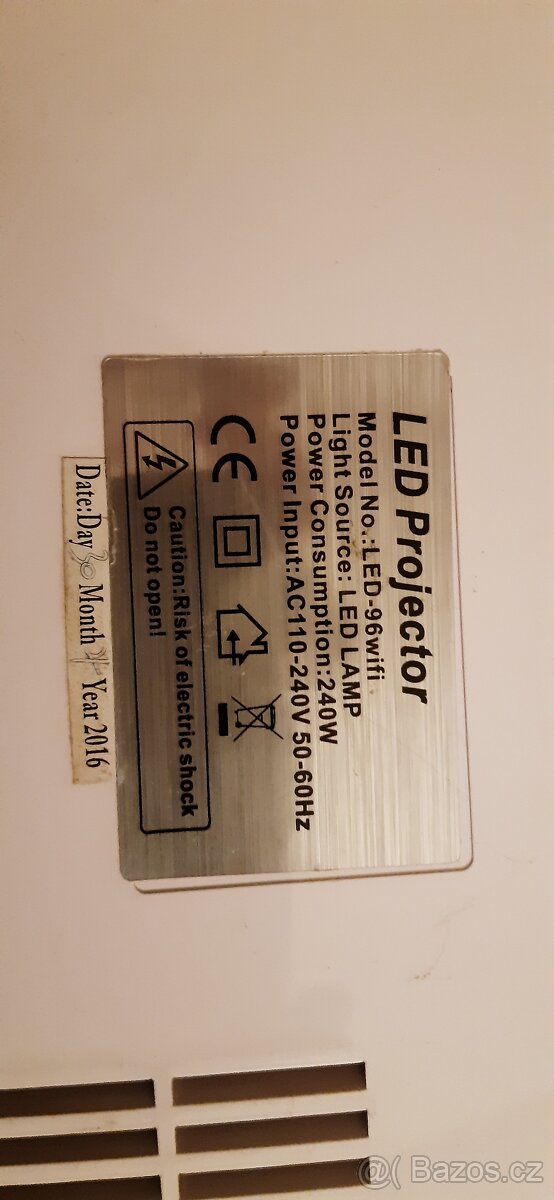 LED Projector
Model No.:LED-96wifi
Light Source: LED LAMP
Power Consumption:240W
Power Input:AC110-240V 50-60Hz
CE
Caution:Risk of electric shock
Do not open!
Date:Day 30 Month Year 2016
@( Bazos.cz